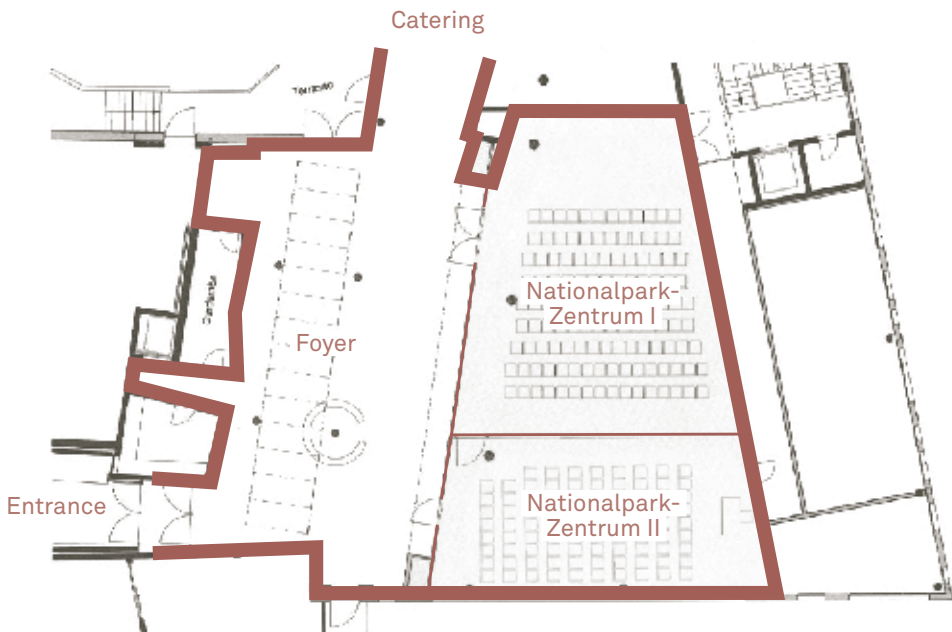 Catering
Nationalpark-
Zentrum I
Foyer
Entrance
Nationalpark-
Zentrum II